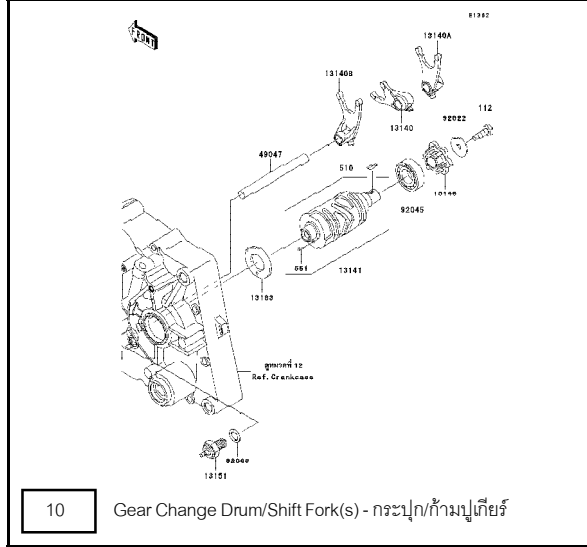 E1362
FRONT
13140A
13140B
112
92022
13140
49047
510
92045
551
13141
13183
ดูหมวดที่ 12
Ref. Crankcase
13151
10
Gear Change Drum/Shift Fork(s) - กระปุก/ก้ามปูเกียร์